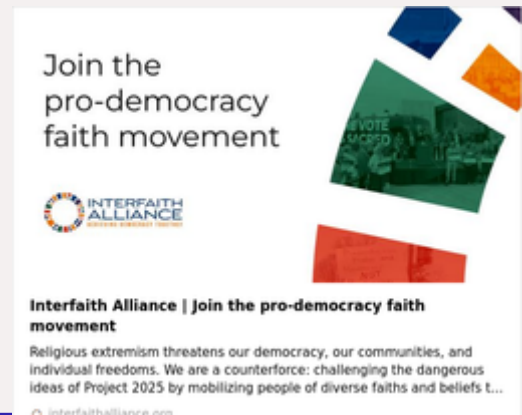 Join the
pro-democracy
faith movement
VOTE
SACRED
INTERFAITH
ALLIANCE
Interfaith Alliance | Join the pro-democracy faith
movement
Religious extremism threatens our democracy, our communities, and
individual freedoms. We are a counterforce: challenging the dangerous
ideas of Project 2025 by mobilizing people of diverse faiths and beliefs t...
interfaithalliance.org